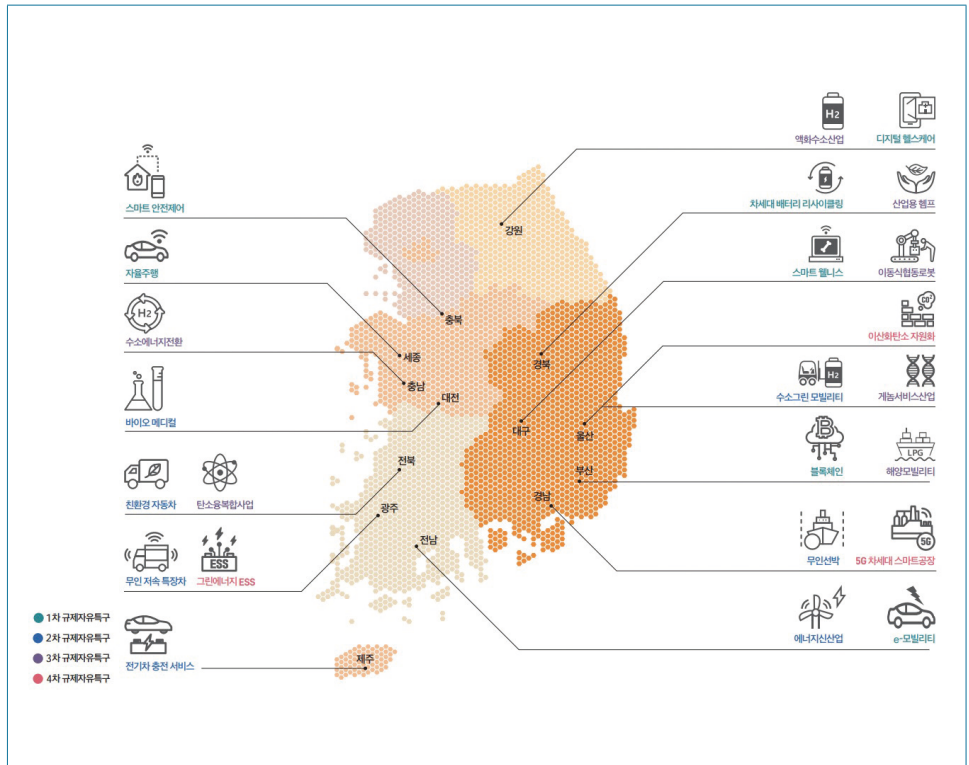 H2
액화수소산업
디지털 헬스케어
스마트 안전제어
차세대 배터리 리사이클링
산업용 헴프
강원
자율주행
스마트 웰니스
이동식협동로봇
H2
수소에너지전환
충북
CO²
이산화탄소 자원화
세종
충남
대전
경북
H2
수소그린 모빌리티
게놈서비스산업
바이오 메디컬
대구
울산
B
블록체인
LPG
해양모빌리티
친환경 자동차
탄소융복합사업
전북
부산
광주
경남
전남
무인 저속 특장차
ESS
그린에너지 ESS
무인선박
5G
5G 차세대 스마트공장
1차 규제자유특구
2차 규제자유특구
3차 규제자유특구
4차 규제자유특구
전기차 충전 서비스
제주
에너지신산업
e-모빌리티